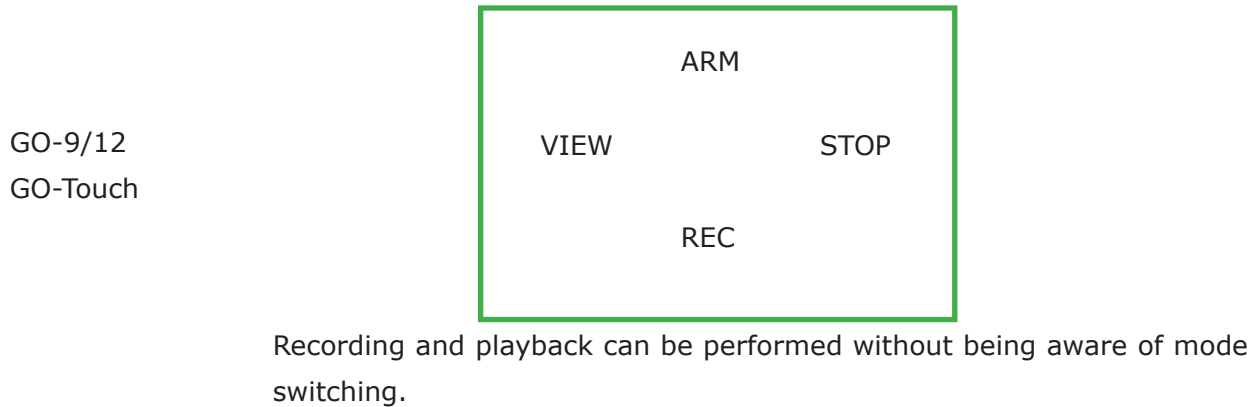 ARM
GO-9/12
VIEW STOP
GO-Touch
REC
Recording and playback can be performed without being aware of mode
switching.